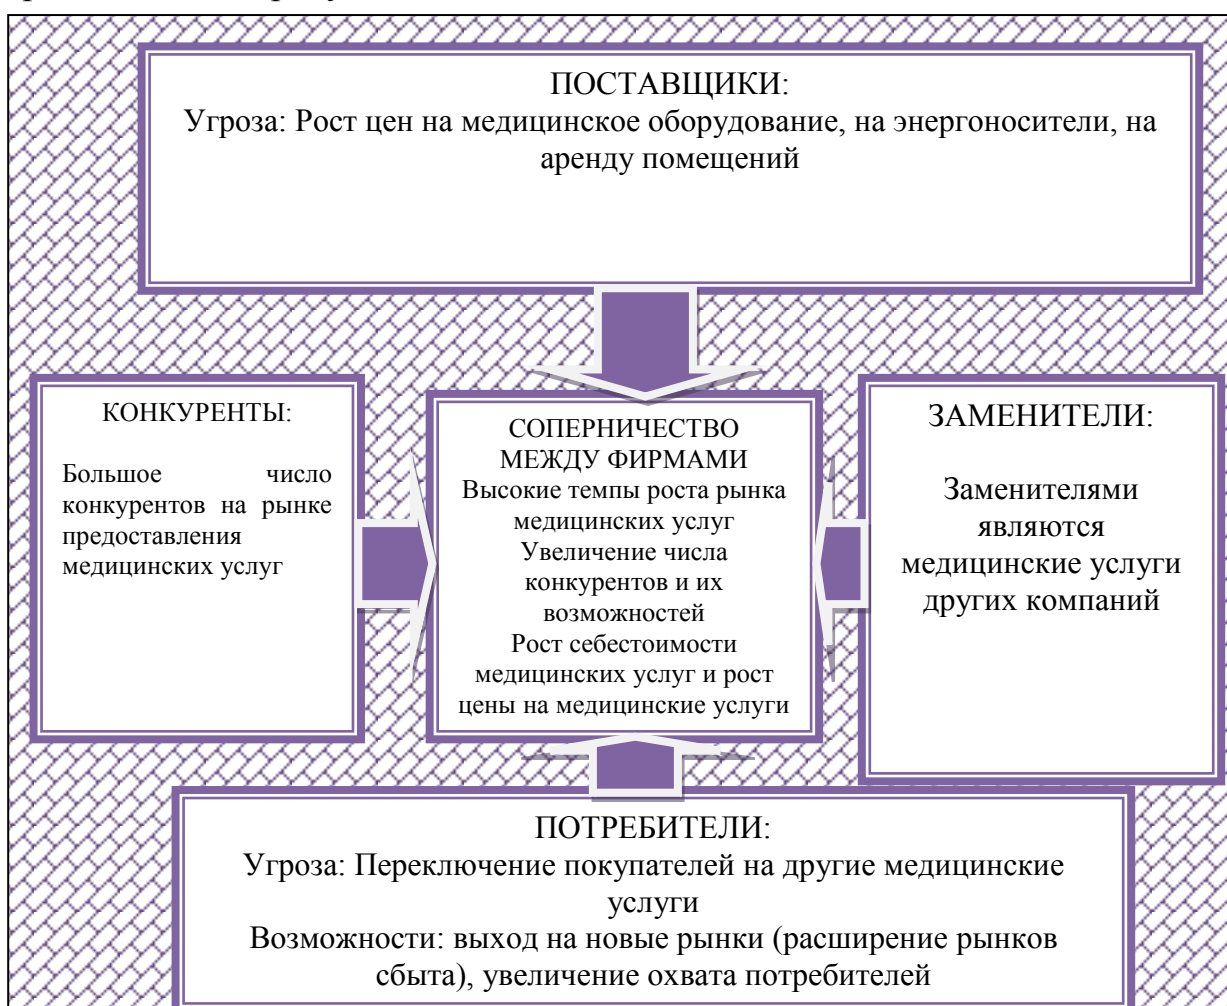 ПОСТАВЩИКИ:
Угроза: Рост цен на медицинское оборудование, на энергоносители, на
аренду помещений
КОНКУРЕНТЫ:
Большое число
конкурентов на рынке
предоставления
медицинских услуг
СОПЕРНИЧЕСТВО
МЕЖДУ ФИРМАМИ
Высокие темпы роста рынка
медицинских услуг
Увеличение числа
конкурентов и их
возможностей
Рост себестоимости
медицинских услуг и рост
цены на медицинские услуги
ЗАМЕНИТЕЛИ:
Заменителями
являются
медицинские услуги
других компаний
ПОТРЕБИТЕЛИ:
Угроза: Переключение покупателей на другие медицинские
услуги
Возможности: выход на новые рынки (расширение рынков
сбыта), увеличение охвата потребителей